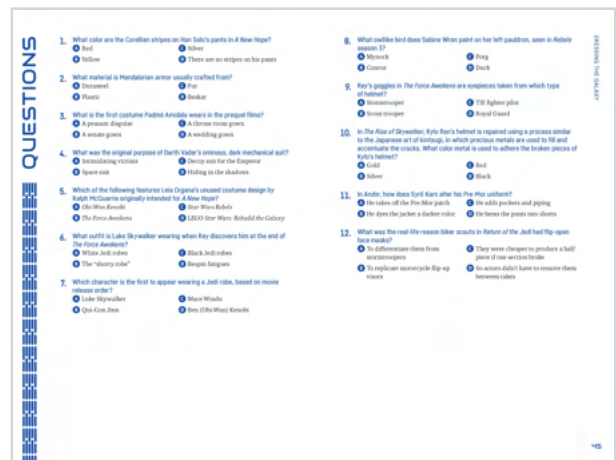 QUESTIONS
1. What color are the Corellian stripes on Han Solo's pants in A New Hope?
A Red
C Silver
B Yellow
D There are no stripes on his pants
2. What material is Mandalorian armor usually crafted from?
A Durasteel
C Fur
B Plastic
D Beskar
3. What is the first costume Padmé Amidala wears in the prequel films?
A A peasant disguise
C A throne room gown
B A senate gown
D A wedding gown
4. What was the original purpose of Darth Vader's ominous, dark mechanical suit?
A Intimidating victims
C Decoy suit for the Emperor
B Space suit
D Hiding in the shadows
5. Which of the following features Leia Organa's unused costume design by
Ralph McQuarrie originally intended for A New Hope?
A Obi-Wan Kenobi
C Star Wars Rebels
B The Force Awakens
D LEGO Star Wars: Rebuild the Galaxy
6. What outfit is Luke Skywalker wearing when Rey discovers him at the end of
The Force Awakens?
A White Jedi robes
C Black Jedi robes
B The "shorty robe"
D Bespin fatigues
7. Which character is the first to appear wearing a Jedi robe, based on movie
release order?
A Luke Skywalker
C Mace Windu
B Qui-Gon Jinn
D Ben (Obi-Wan) Kenobi
8. What owllike bird does Sabine Wren paint on her left pauldron, seen in Rebels
season 3?
A Mynock
C Porg
B Convor
D Duck
9. Rey's goggles in The Force Awakens are eyepieces taken from which type
of helmet?
A Stormtrooper
C TIE fighter pilot
B Scout trooper
D Royal Guard
10. In The Rise of Skywalker, Kylo Ren's helmet is repaired using a process similar
to the Japanese art of kintsugi, in which precious metals are used to fill and
accentuate the cracks. What color metal is used to adhere the broken pieces of
Kylo's helmet?
A Gold
C Red
B Silver
D Black
11. In Andor, how does Syril Karn alter his Pre-Mor uniform?
A He takes off the Pre-Mor patch
C He adds pockets and piping
B He dyes the jacket a darker color
D He hems the pants into shorts
12. What was the real-life reason biker scouts in Return of the Jedi had flip-open
face masks?
A To differentiate them from
stormtroopers
C They were cheaper to produce a half
piece if one section broke
B To replicate motorcycle flip-up
visors
D So actors didn't have to remove them
between takes
DRESSING THE GALAXY
45